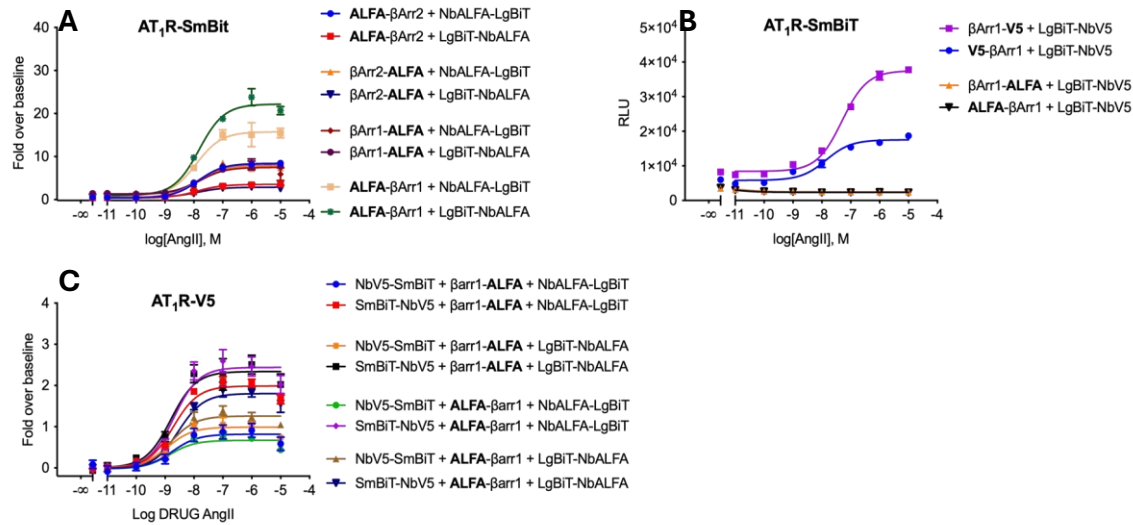 A
AT1R-SmBit
Fold over baseline
40
30
20
10
0
-∞ -11 -10 -9 -8 -7 -6 -5 -4
log[AngII], M
ALFA-βArr2 + NbALFA-LgBiT
ALFA-βArr2 + LgBiT-NbALFA
βArr2-ALFA + NbALFA-LgBiT
βArr2-ALFA + LgBiT-NbALFA
βArr1-ALFA + NbALFA-LgBiT
βArr1-ALFA + LgBiT-NbALFA
ALFA-βArr1 + NbALFA-LgBiT
ALFA-βArr1 + LgBiT-NbALFA
B
AT1R-SmBiT
RLU
5×10⁴
4×10⁴
3×10⁴
2×10⁴
1×10⁴
0
-∞ -11 -10 -9 -8 -7 -6 -5 -4
log[AngII], M
βArr1-V5 + LgBiT-NbV5
V5-βArr1 + LgBiT-NbV5
βArr1-ALFA + LgBiT-NbV5
ALFA-βArr1 + LgBiT-NbV5
C
AT1R-V5
Fold over baseline
4
3
2
1
0
-∞ -11 -10 -9 -8 -7 -6 -5 -4
Log DRUG AngII
NbV5-SmBiT + βarr1-ALFA + NbALFA-LgBiT
SmBiT-NbV5 + βarr1-ALFA + NbALFA-LgBiT
NbV5-SmBiT + βarr1-ALFA + LgBiT-NbALFA
SmBiT-NbV5 + βarr1-ALFA + LgBiT-NbALFA
NbV5-SmBiT + ALFA-βarr1 + NbALFA-LgBiT
SmBiT-NbV5 + ALFA-βarr1 + NbALFA-LgBiT
NbV5-SmBiT + ALFA-βarr1 + LgBiT-NbALFA
SmBiT-NbV5 + ALFA-βarr1 + LgBiT-NbALFA